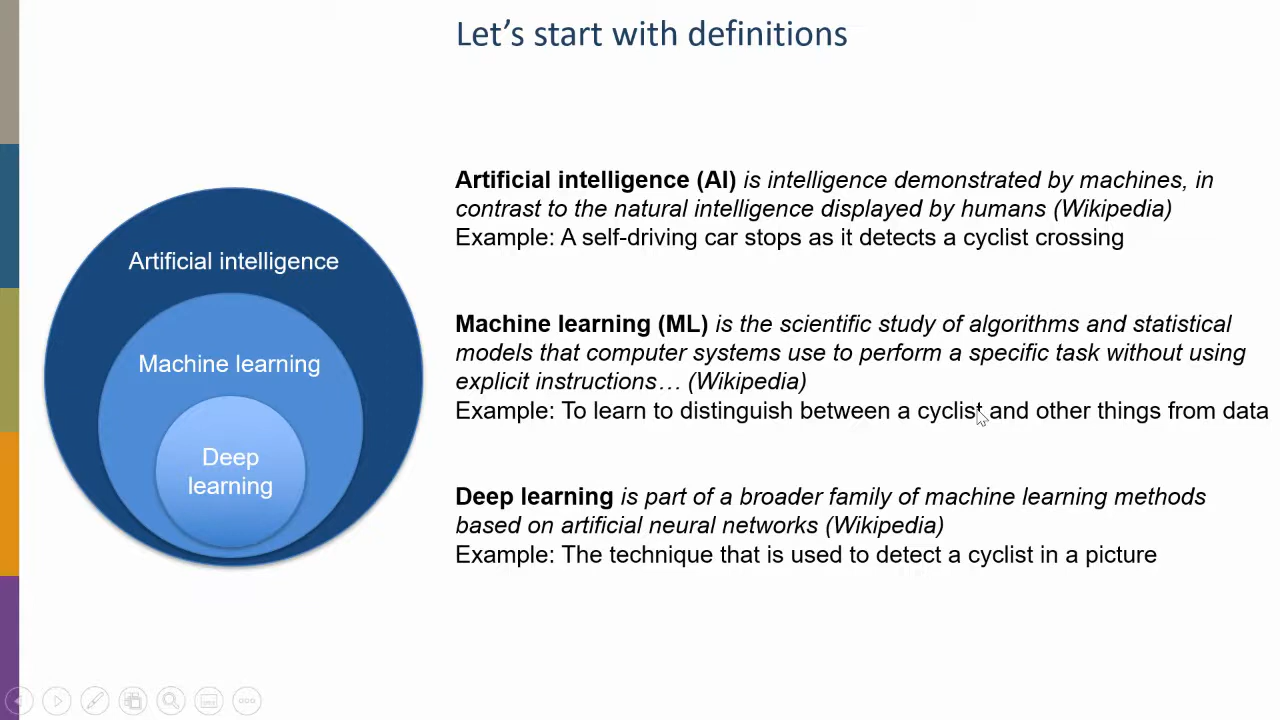 Let’s start with definitions
Artificial intelligence
Machine learning
Deep
learning
Artificial intelligence (AI) is intelligence demonstrated by machines, in
contrast to the natural intelligence displayed by humans (Wikipedia)
Example: A self-driving car stops as it detects a cyclist crossing
Machine learning (ML) is the scientific study of algorithms and statistical
models that computer systems use to perform a specific task without using
explicit instructions… (Wikipedia)
Example: To learn to distinguish between a cyclist and other things from data
Deep learning is part of a broader family of machine learning methods
based on artificial neural networks (Wikipedia)
Example: The technique that is used to detect a cyclist in a picture